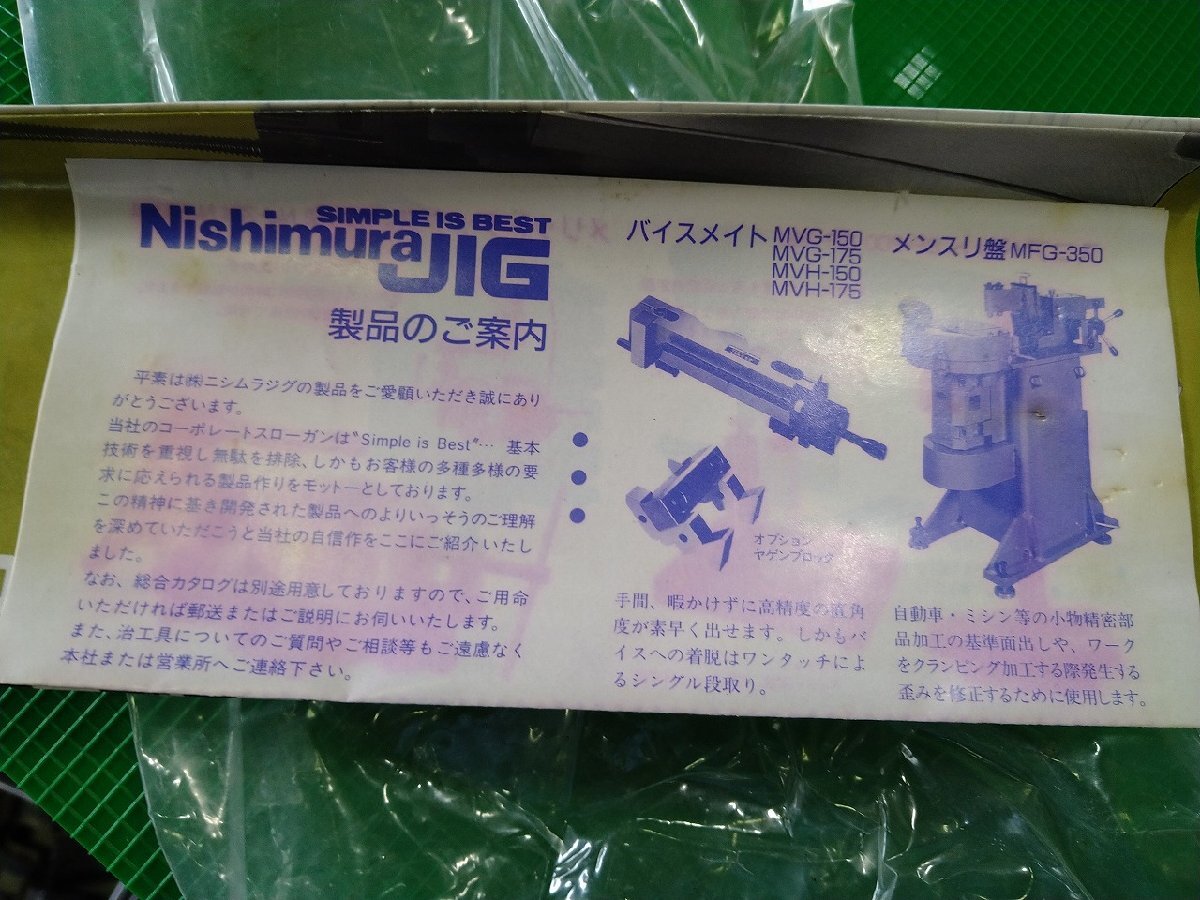 SIMPLE IS BEST
Nishimura JIG
製品のご案内
平素は㈱ニシムラジグの製品をご愛顧いただき誠にあり
がとうございます。
当社のコーポレートスローガンは“Simple is Best”… 基本
技術を重視し無駄を排除、しかもお客様の多種多様の要
求に応えられる製品作りをモットーとしております。
この精神に基き開発された製品へのよりいっそうのご理解
を深めていただこうと当社の自信作をここにご紹介いたし
ました。
なお、総合カタログは別途用意しておりますので、ご用命
いただければ郵送またはご説明にお伺いいたします。
また、治工具についてのご質問やご相談等もご遠慮なく
本社または営業所へご連絡下さい。
バイスメイト MVG-150
MVG-175
MVH-150
MVH-175
オプション
ヤゲンブロック
手間、暇かけずに高精度の直角
度が素早く出せます。しかもバ
イスへの着脱はワンタッチによ
るシングル段取り。
メンスリ盤 MFG-350
自動車・ミシン等の小物精密部
品加工の基準面出しや、ワーク
をクランピング加工する際発生する
歪みを修正するために使用します。